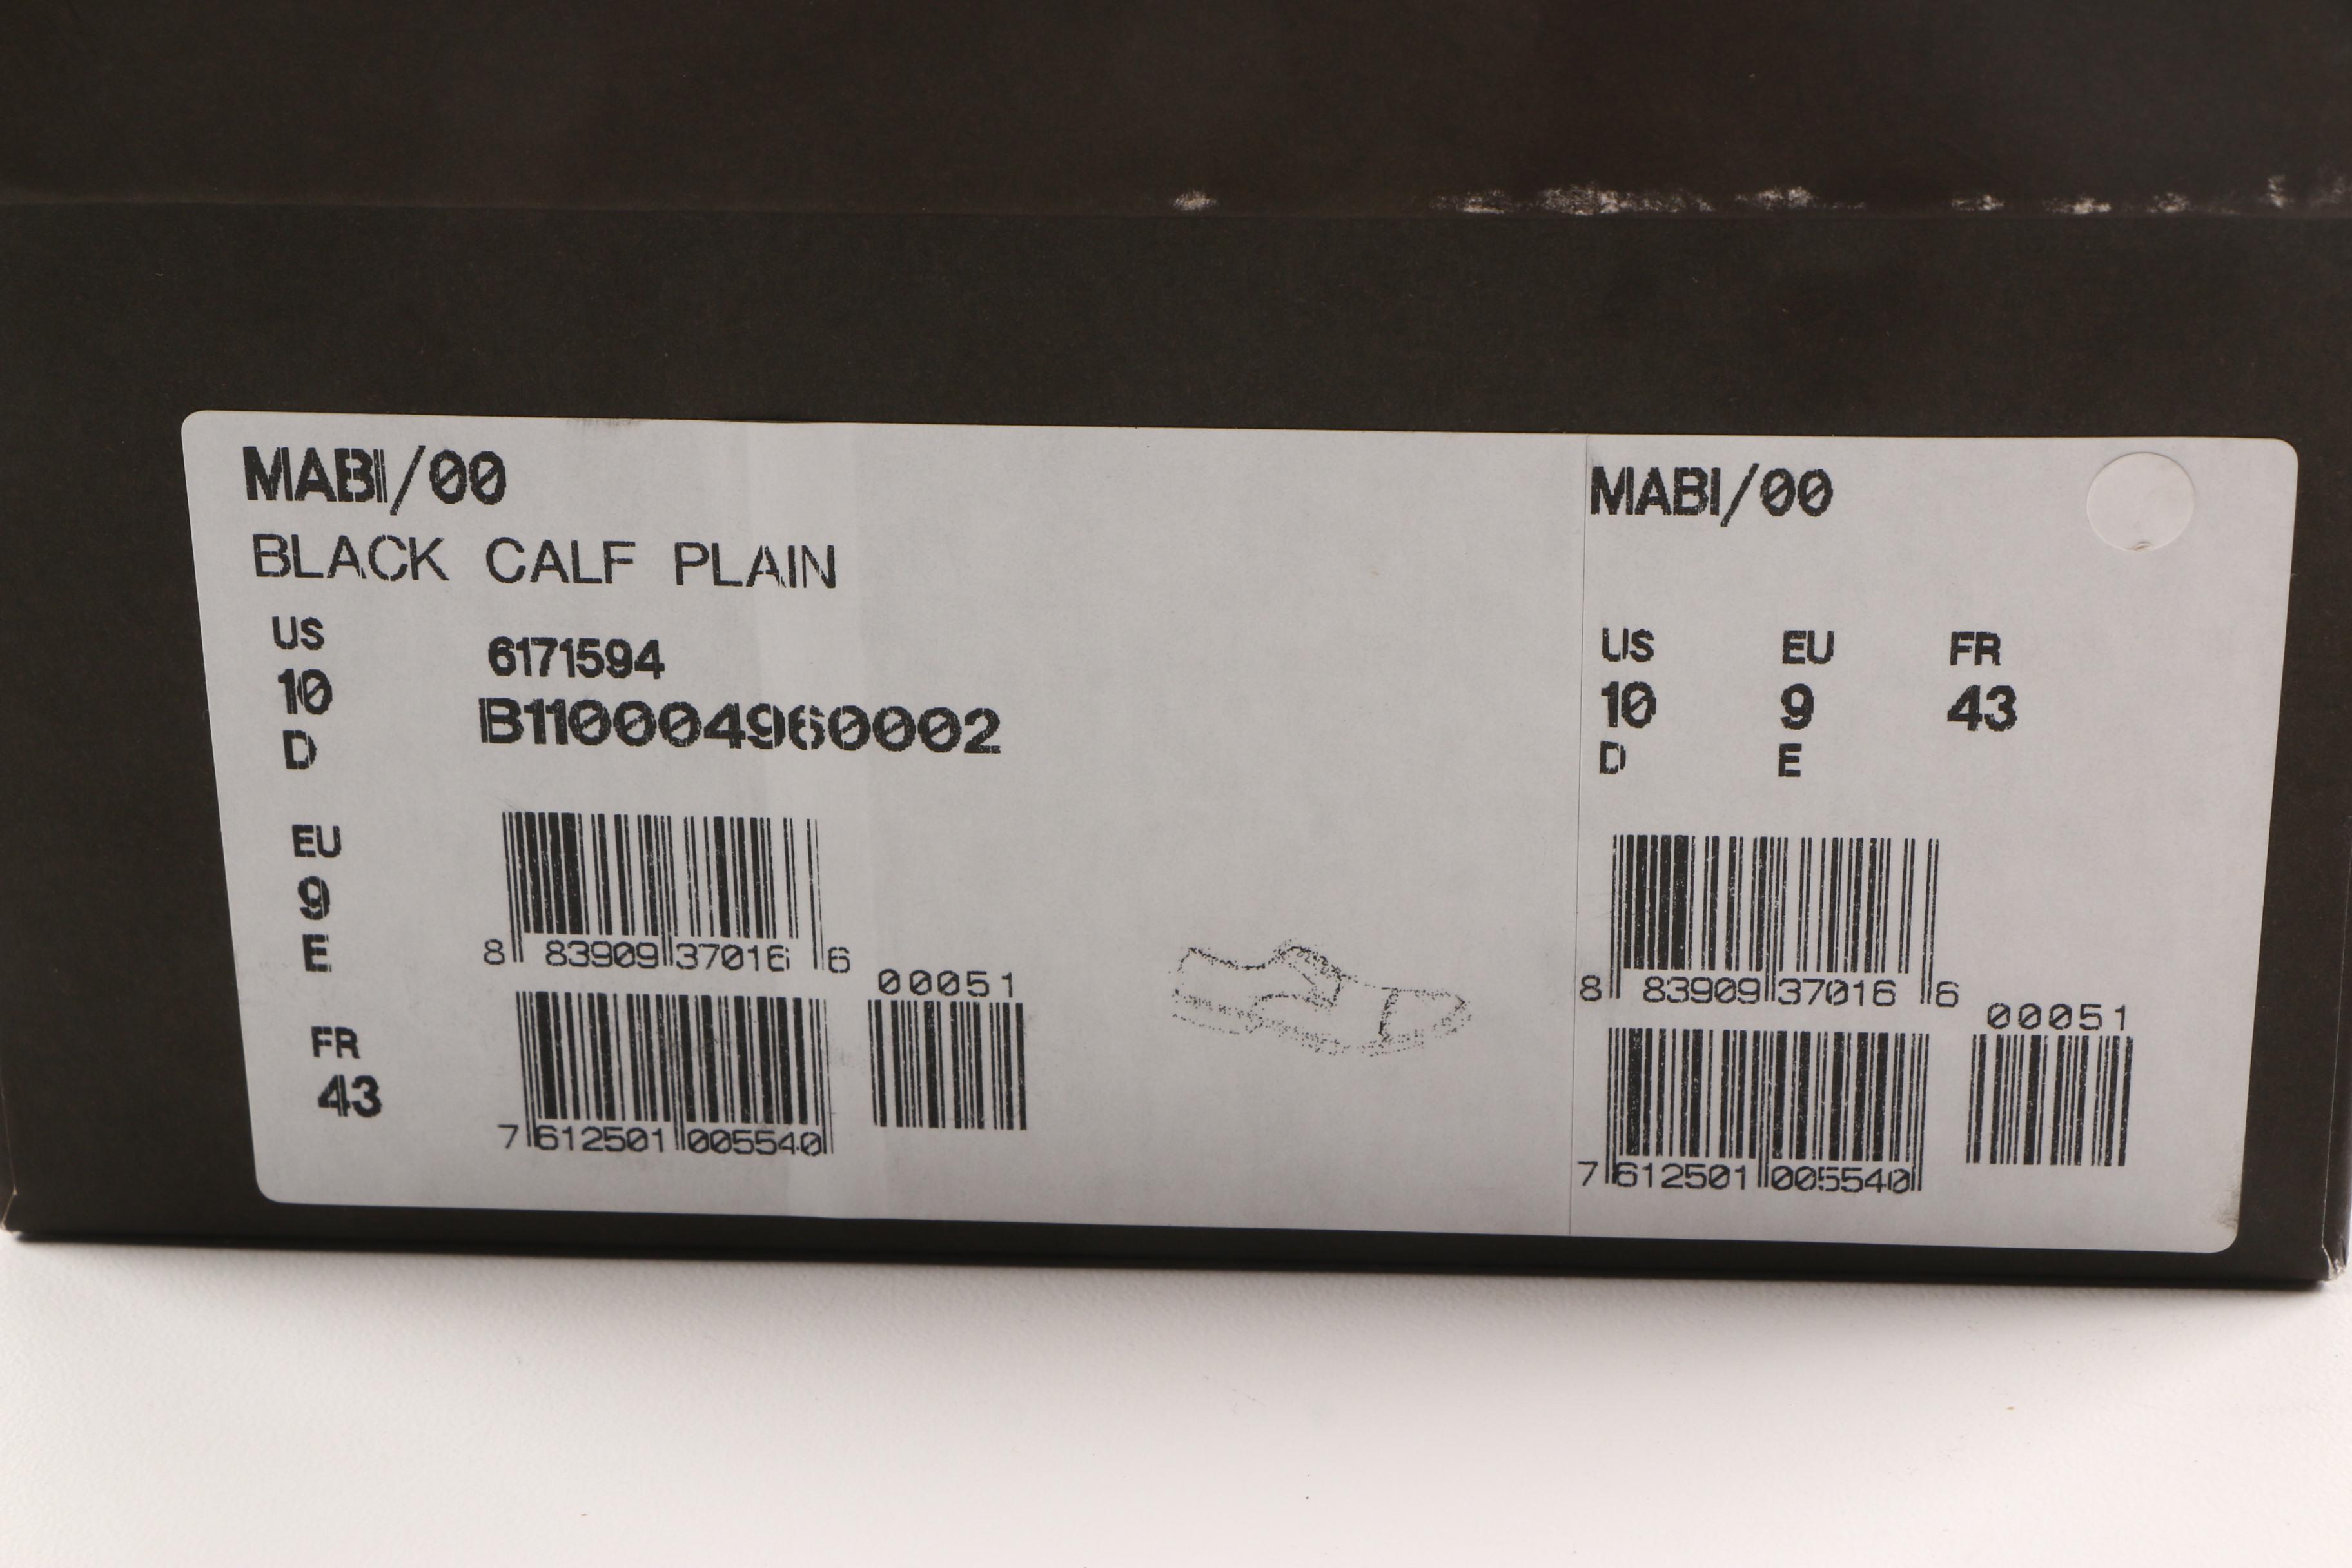 MABI/00
BLACK CALF PLAIN
US
10
D
6171594
B110004960002
EU
9
E
FR
43
8 83909 37016 6
00051
7 612501 005540
MABI/00
US EU FR
10 9 43
D E
8 83909 37016 6
00051
7 612501 005540